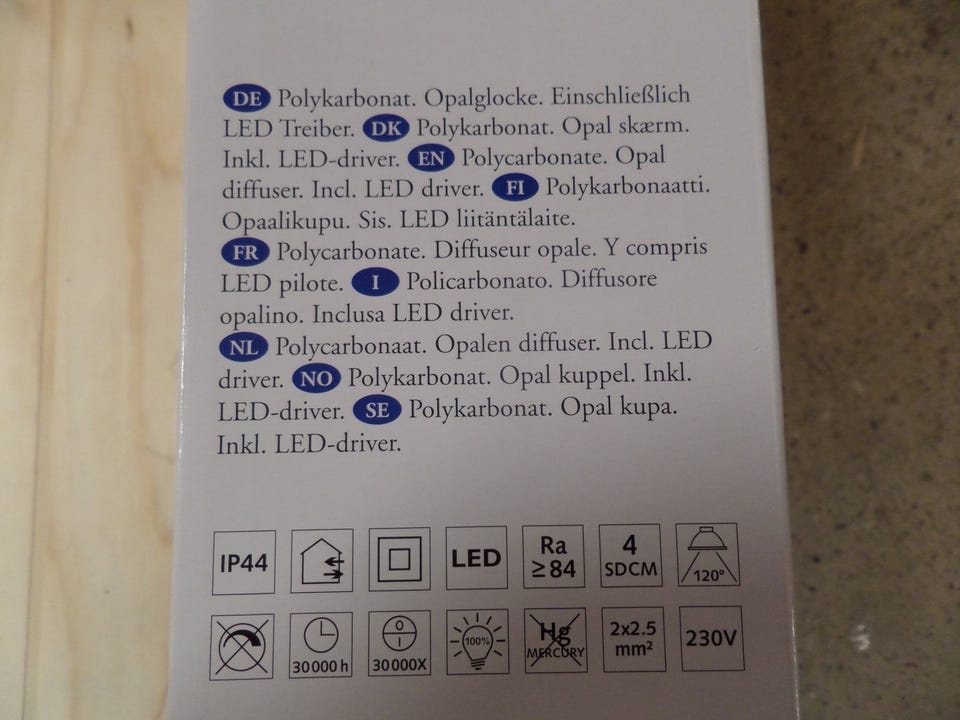 DE Polykarbonat. Opalglocke. Einschließlich
LED Treiber. DK Polykarbonat. Opal skærm.
Inkl. LED-driver. EN Polycarbonate. Opal
diffuser. Incl. LED driver. FI Polykarbonaatti.
Opaalikupu. Sis. LED liitäntälaite.
FR Polycarbonate. Diffuseur opale. Y compris
LED pilote. I Policarbonato. Diffusore
opalino. Inclusa LED driver.
NL Polycarbonaat. Opalen diffuser. Incl. LED
driver. NO Polykarbonat. Opal kuppel. Inkl.
LED-driver. SE Polykarbonat. Opal kupa.
Inkl. LED-driver.
IP44 LED Ra ≥84 4 SDCM 120°
30000 h 30000X 100% Hg MERCURY 2x2.5 mm² 230V